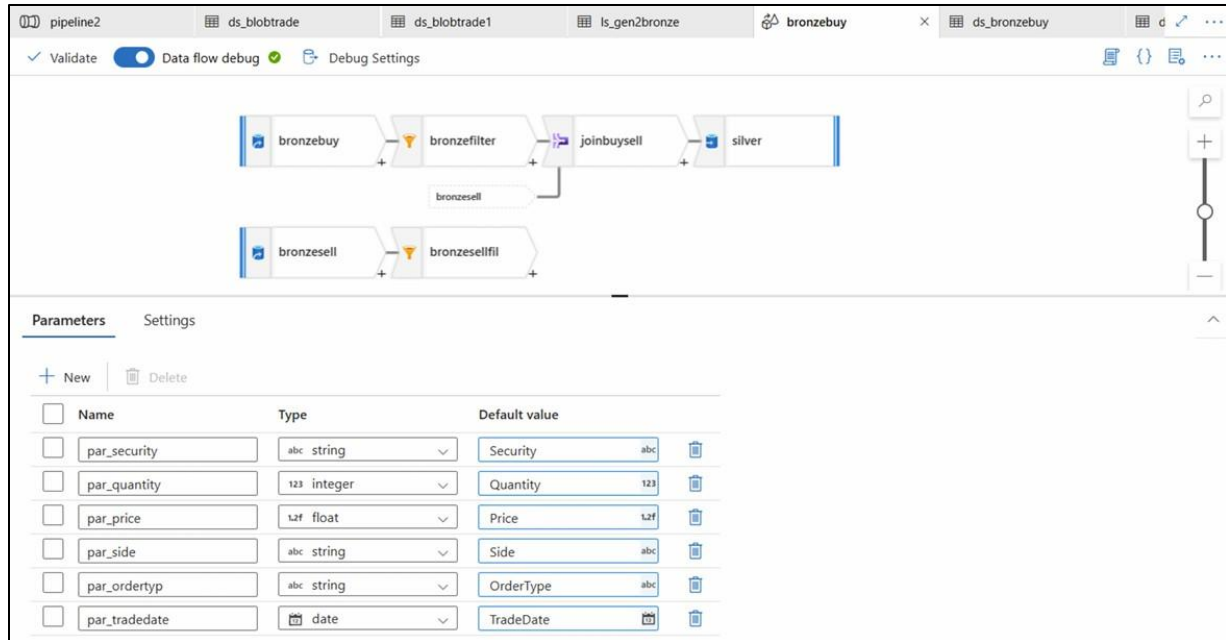 pipeline2 ds_blobtrade ds_blobtrade1 ls_gen2bronze bronzebuy ds_bronzebuy d
Validate Data flow debug Debug Settings
bronzebuy bronzefilter joinbuysell silver
bronzesell
bronzesell bronzesellfil
Parameters Settings
New Delete
Name Type Default value
par_security abc string Security abc
par_quantity 123 integer Quantity 123
par_price 1.2f float Price 1.2f
par_side abc string Side abc
par_ordertyp abc string OrderType abc
par_tradedate date TradeDate